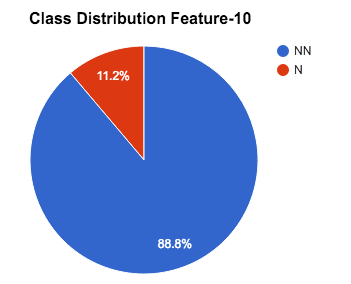 Class Distribution Feature-10
NN
N
11.2%
88.8%